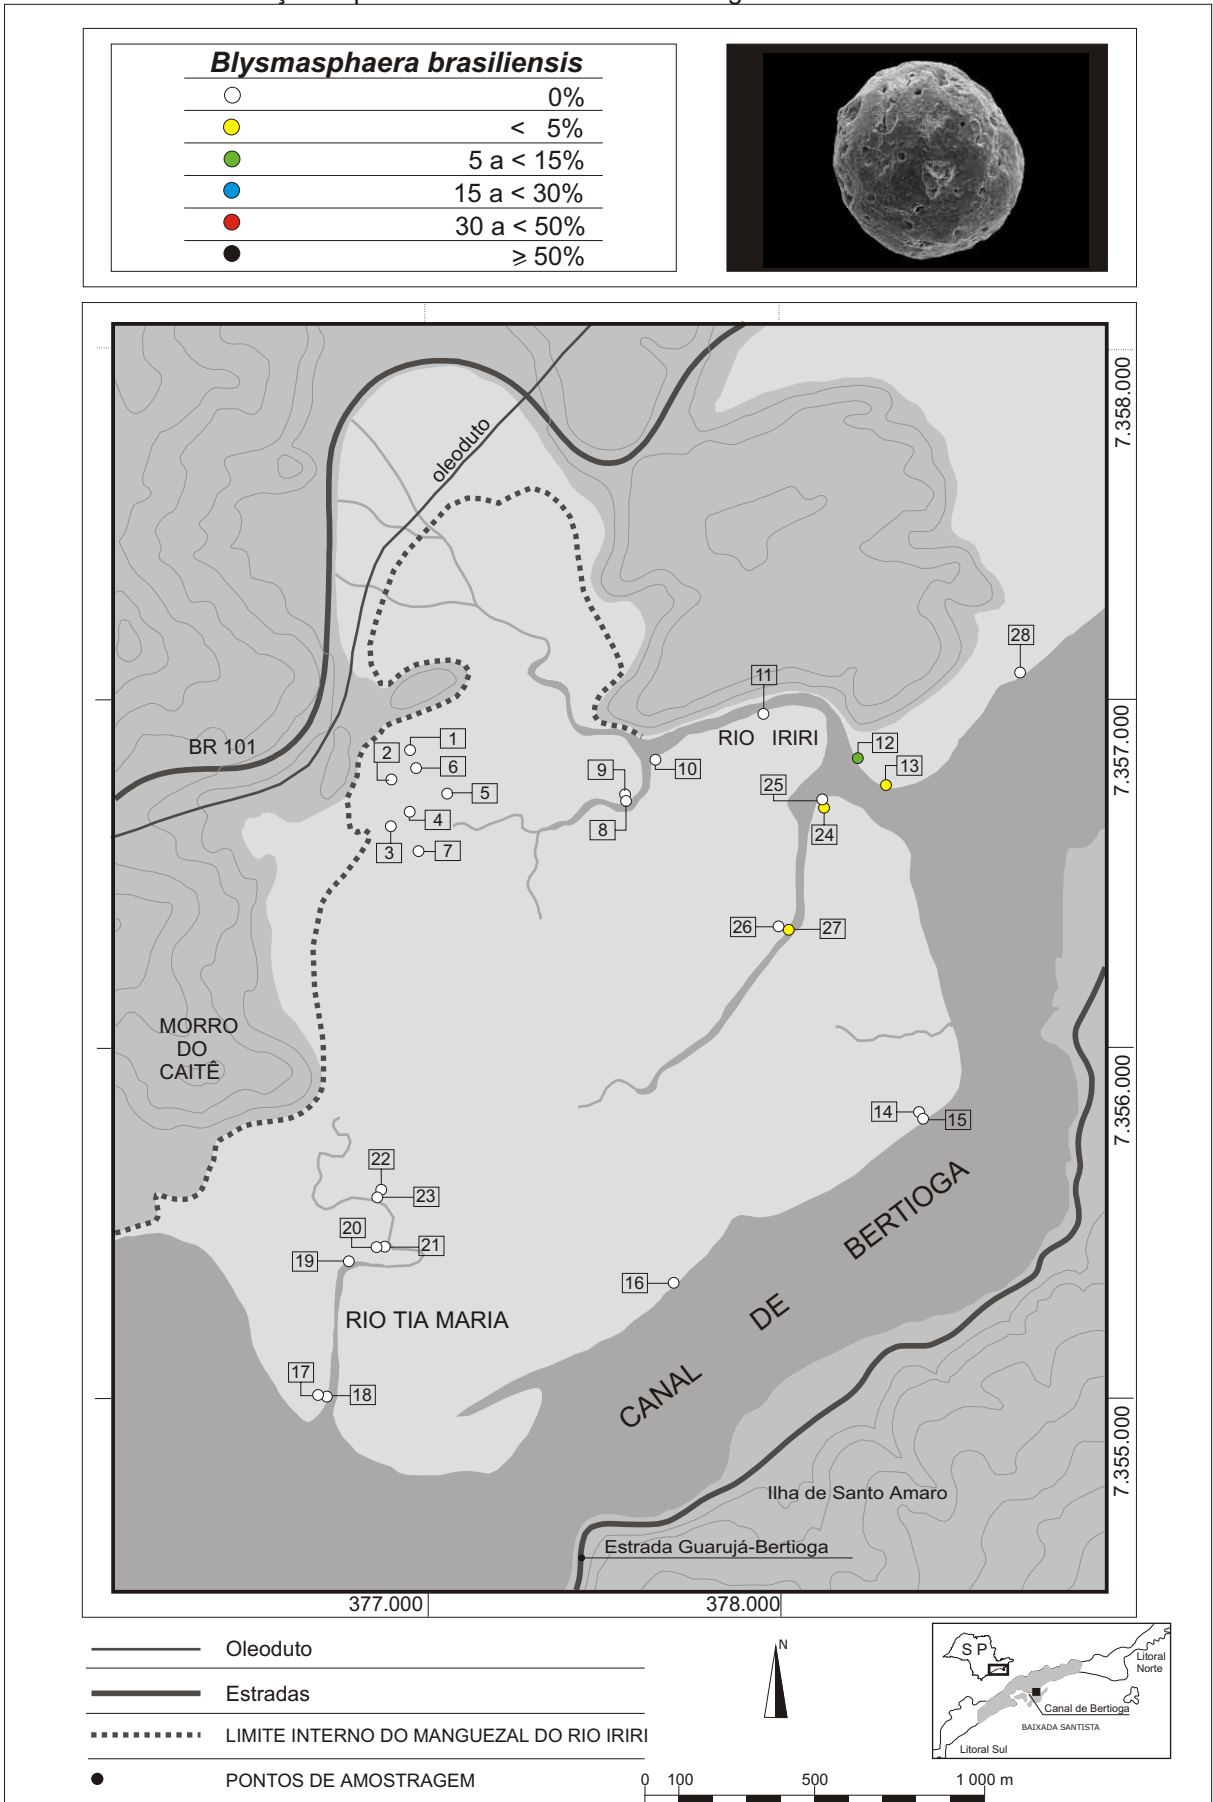 Blysmasphaera brasiliensis
0%
< 5%
5 a < 15%
15 a < 30%
30 a < 50%
⩾ 50%
7.358.000
oleoduto
28
11
7.357.000
BR 101
RIO IRIRI
1
2
12
6
9
10
13
25
5
4
8
24
3
7
26
27
MORRO
DO
CAITÊ
7.356.000
14
15
22
23
BERTIOGA
20
21
19
16
DE
RIO TIA MARIA
17
18
CANAL
7.355.000
Ilha de Santo Amaro
Estrada Guarujá-Bertioga
377.000
378.000
Oleoduto
Estradas
LIMITE INTERNO DO MANGUEZAL DO RIO IRIRI
PONTOS DE AMOSTRAGEM
N
0 100 500 1 000 m
SP
Litoral
Norte
Canal de Bertioga
BAIXADA SANTISTA
Litoral Sul